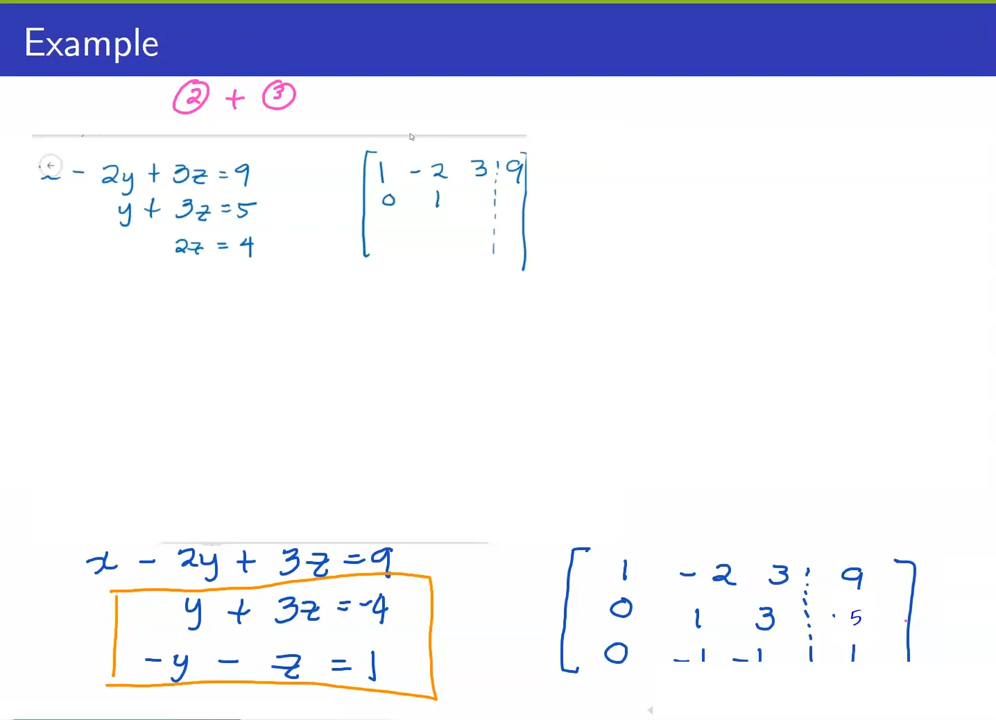 Example
② + ③
x - 2y + 3z = 9
y + 3z = 5
2z = 4
1 - 2 3 9
0 1
x - 2y + 3z = 9
y + 3z = -4
-y - z = 1
1 - 2 3 9
0 1 3 5
0 -1 -1 1